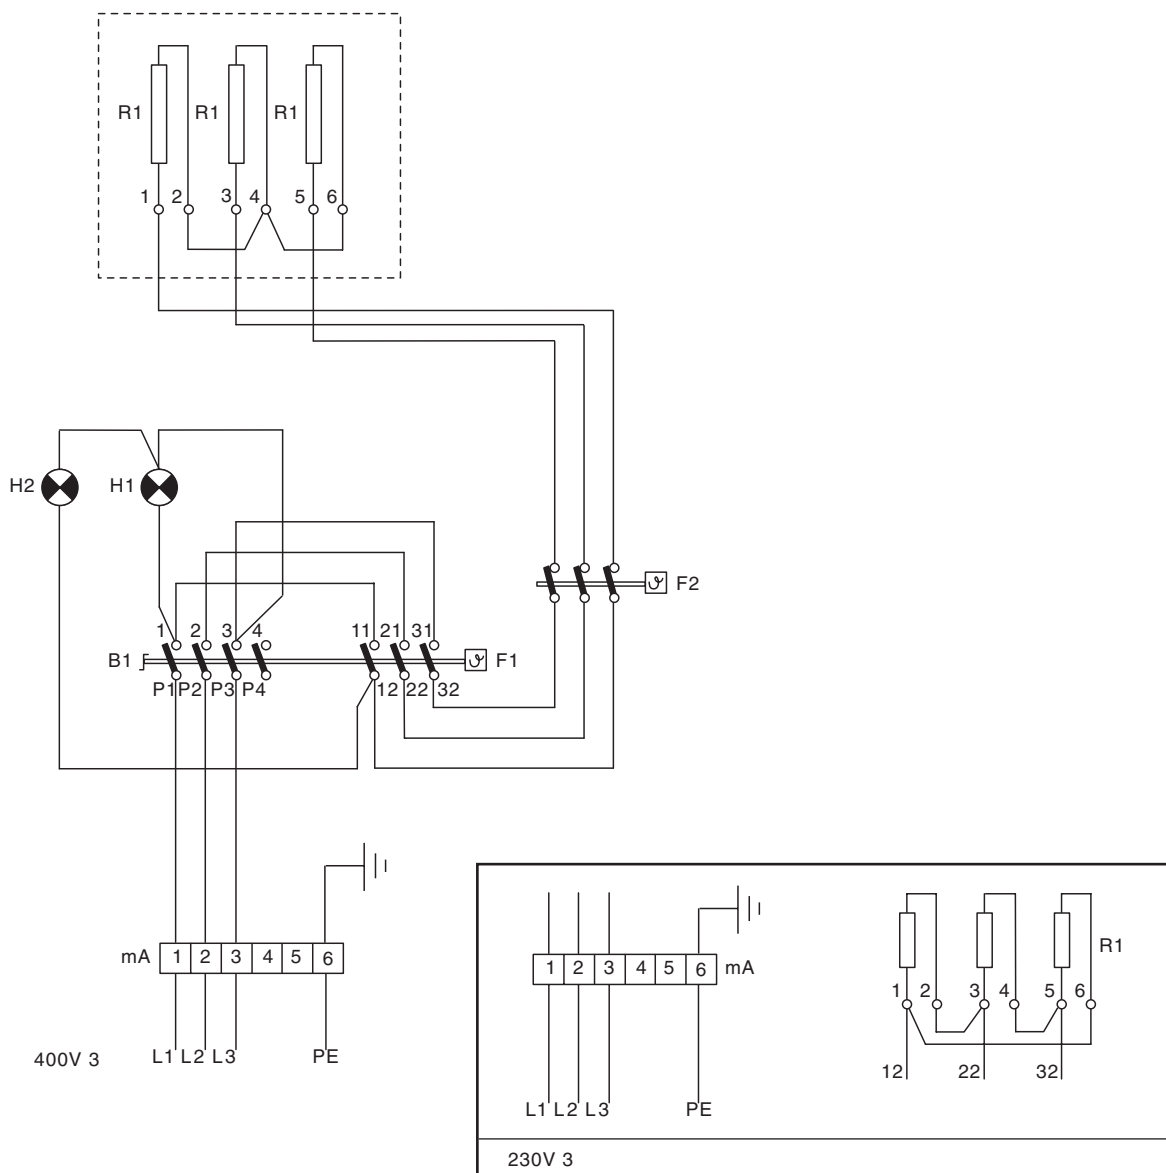 R1 R1 R1
1 2 3 4 5 6
H2 H1
F2
1 2 3 4 11 21 31
B1 F1
P1 P2 P3 P4 12 22 32
mA 1 2 3 4 5 6
L1 L2 L3 PE
400V 3
1 2 3 4 5 6 mA
L1 L2 L3 PE
R1
1 2 3 4 5 6
12 22 32
230V 3